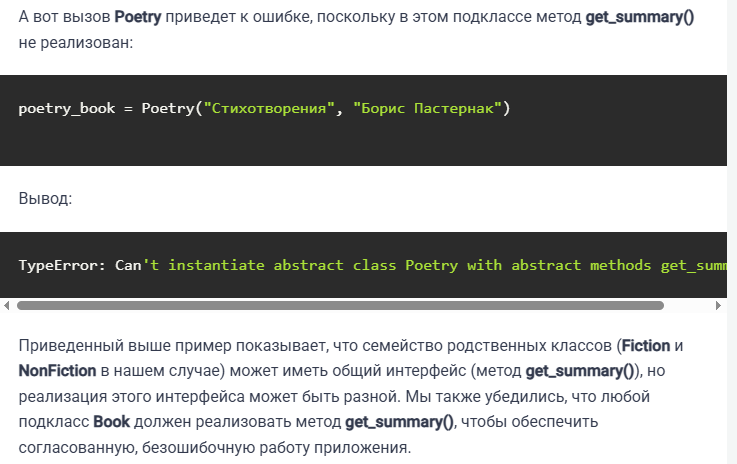 А вот вызов Poetry приведет к ошибке, поскольку в этом подклассе метод get_summary()
не реализован:
poetry_book = Poetry("Стихотворения", "Борис Пастернак")
Вывод:
TypeError: Can't instantiate abstract class Poetry with abstract methods get_summ
Приведенный выше пример показывает, что семейство родственных классов (Fiction и
NonFiction в нашем случае) может иметь общий интерфейс (метод get_summary()), но
реализация этого интерфейса может быть разной. Мы также убедились, что любой
подкласс Book должен реализовать метод get_summary(), чтобы обеспечить
согласованную, безошибочную работу приложения.